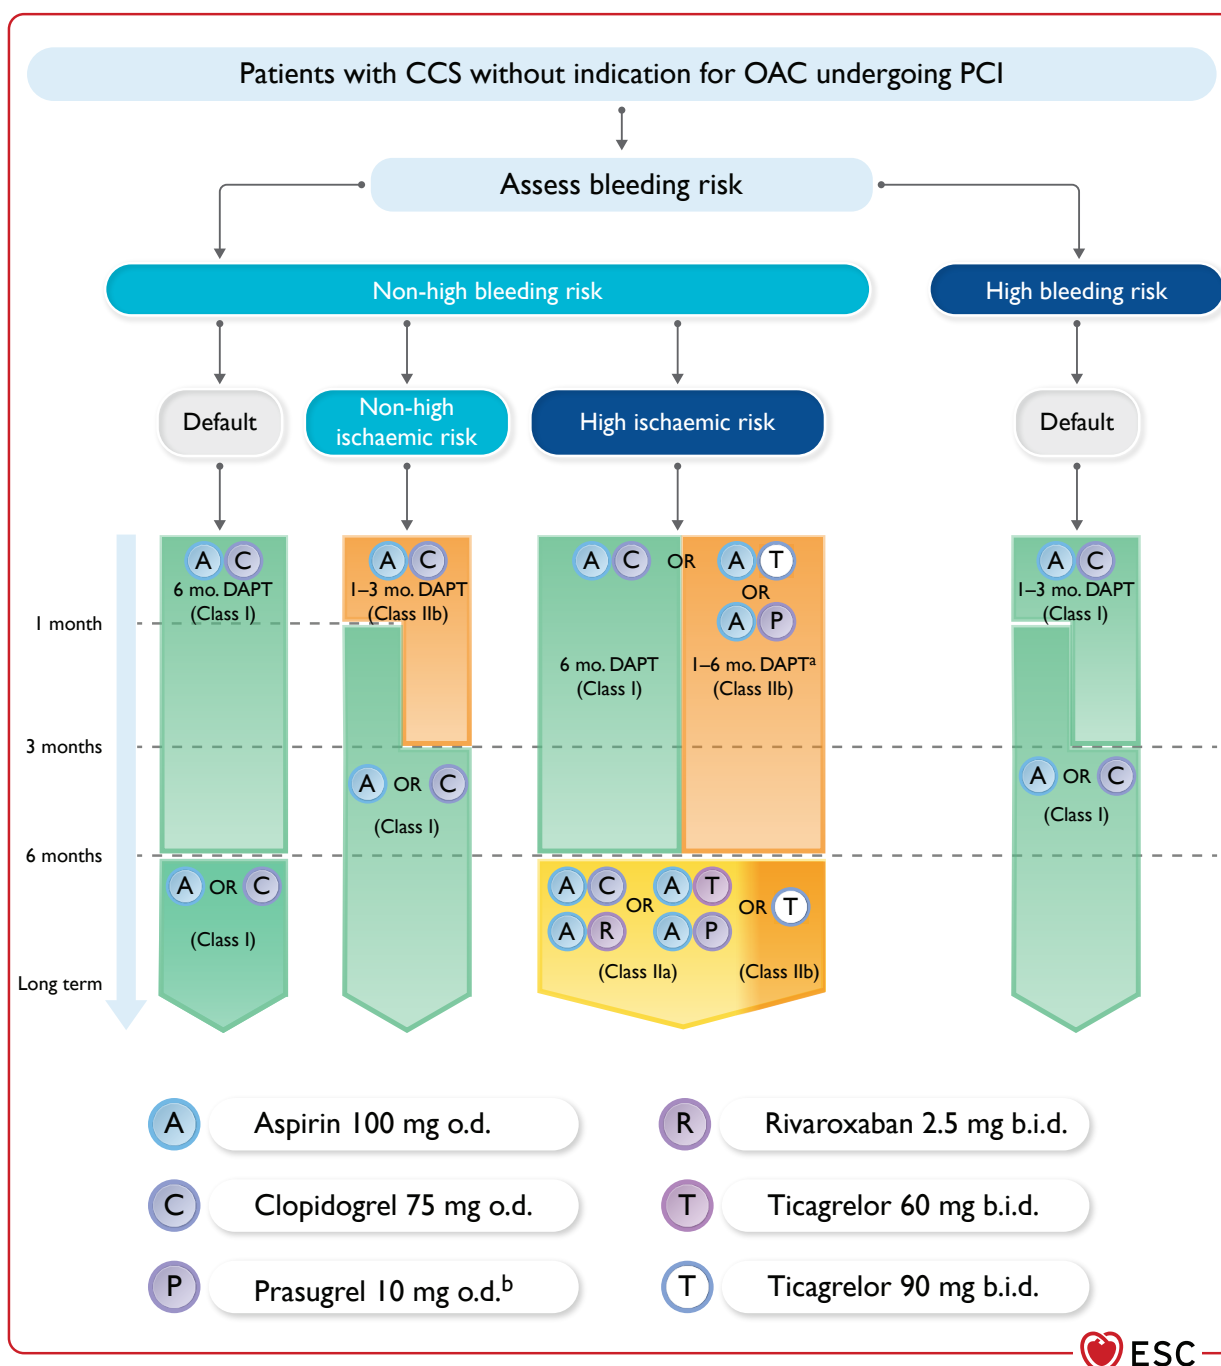 Patients with CCS without indication for OAC undergoing PCI
Assess bleeding risk
Non-high bleeding risk
High bleeding risk
Default
Non-high
ischaemic risk
High ischaemic risk
Default
A C
6 mo. DAPT
(Class I)
A C
1–3 mo. DAPT
(Class IIb)
A C OR A T
OR
A P
6 mo. DAPT
(Class I)
1–6 mo. DAPTᵃ
(Class IIb)
A C
1–3 mo. DAPT
(Class I)
1 month
3 months
A OR C
(Class I)
A OR C
(Class I)
6 months
A OR C
(Class I)
A C OR A T OR T
A R A P
(Class IIa)
(Class IIb)
Long term
A Aspirin 100 mg o.d.
R Rivaroxaban 2.5 mg b.i.d.
C Clopidogrel 75 mg o.d.
T Ticagrelor 60 mg b.i.d.
P Prasugrel 10 mg o.d.ᵇ
T Ticagrelor 90 mg b.i.d.
ESC